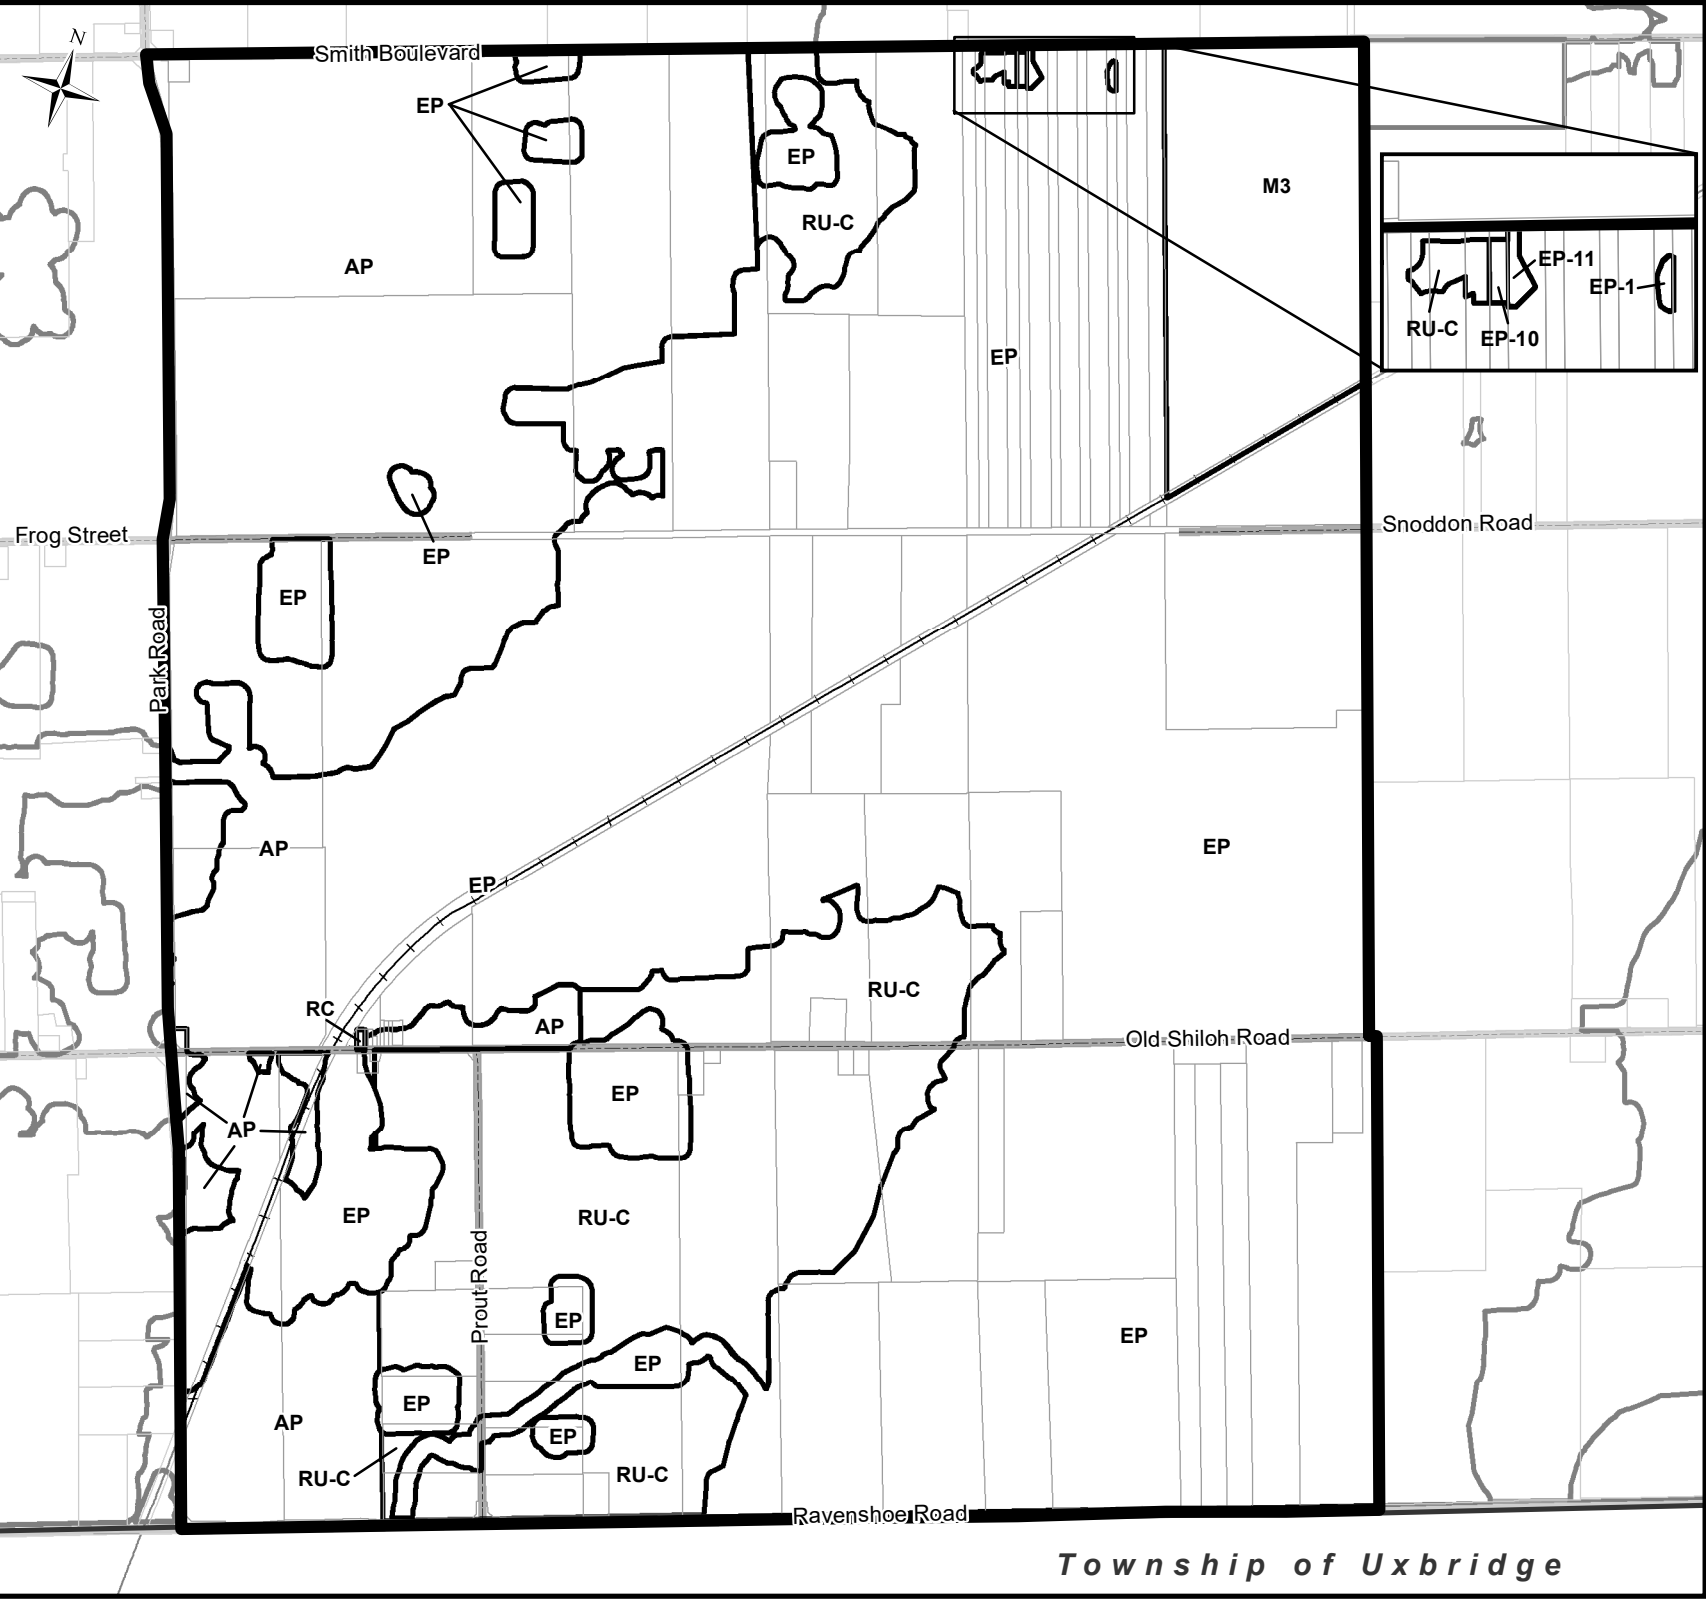 N
Smith Boulevard
EP
EP
RU-C
M3
AP
EP-11
EP-1
RU-C
EP-10
EP
Frog Street
Snoddon Road
EP
EP
Park Road
AP
EP
EP
RU-C
RC
AP
Old Shiloh Road
EP
AP
EP
RU-C
Prout Road
EP
EP
EP
EP
AP
EP
RU-C
RU-C
Ravenshoe Road
Township of Uxbridge